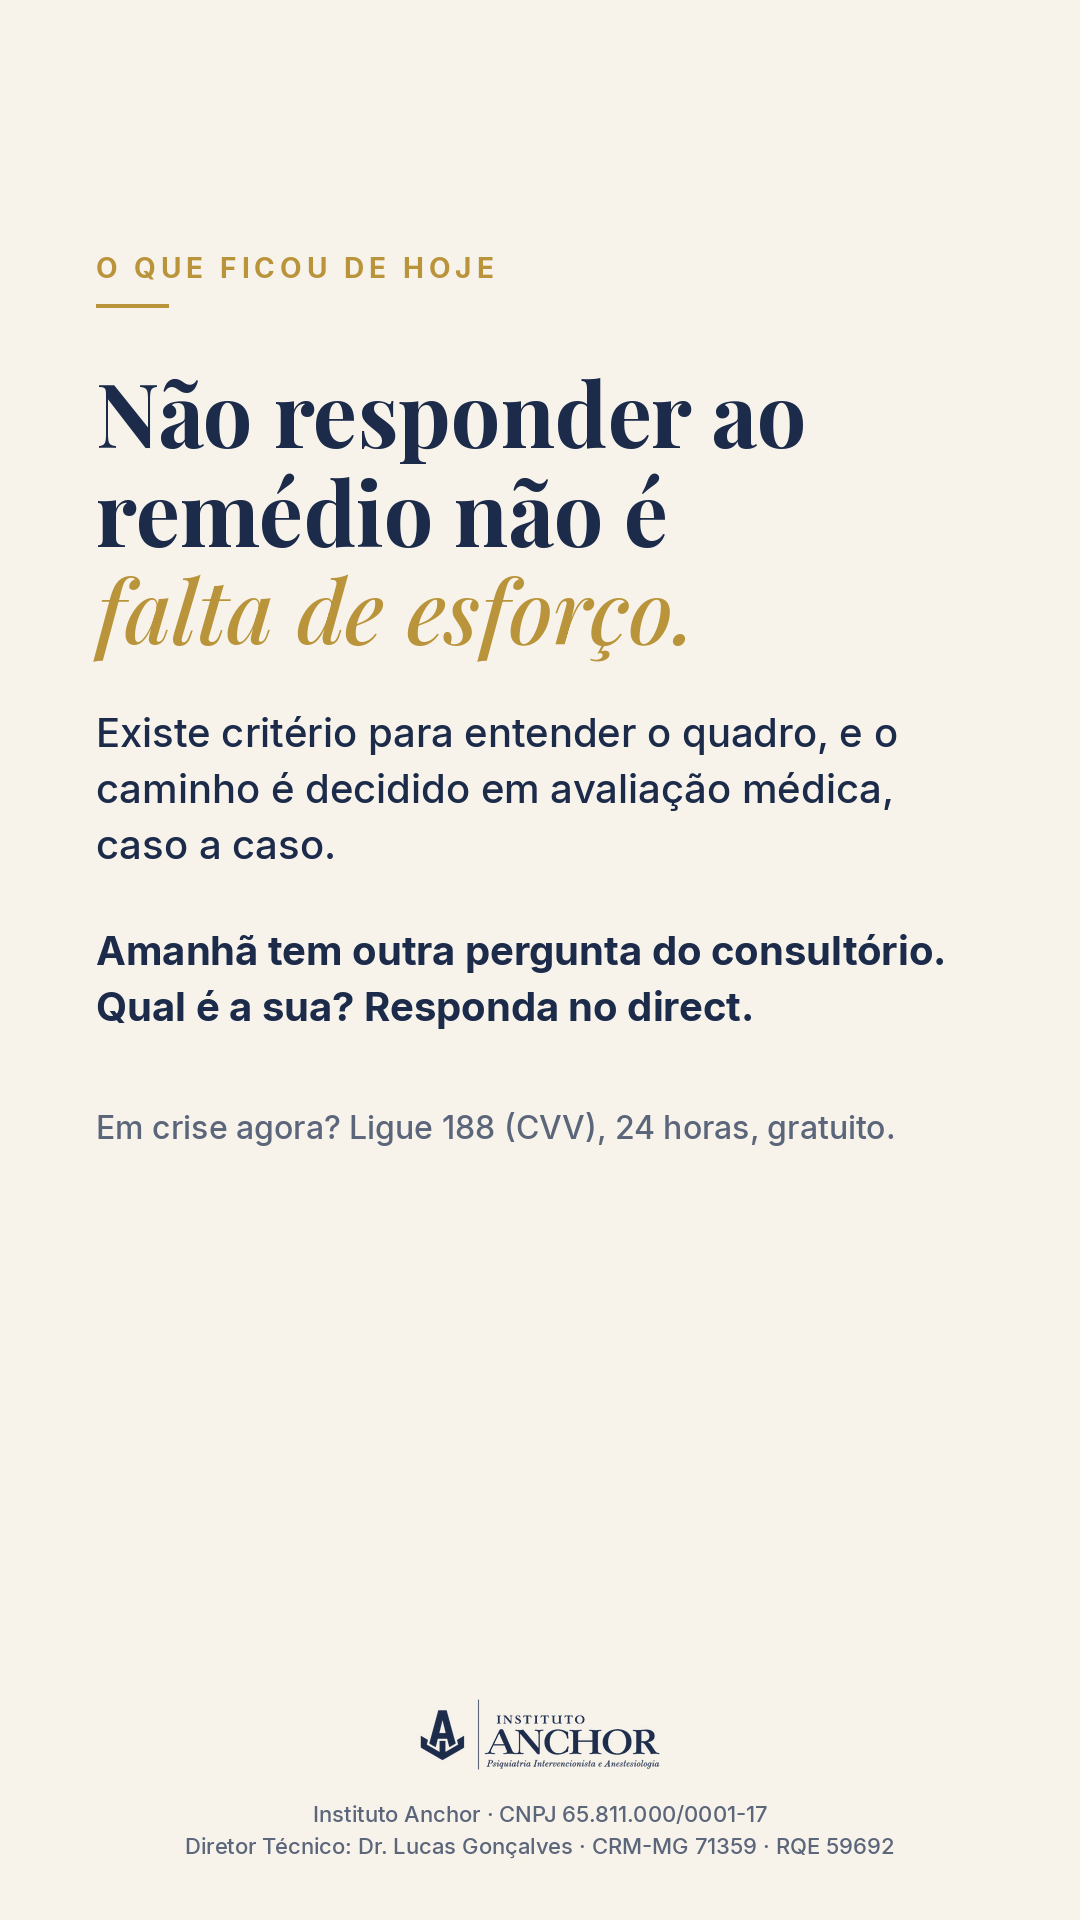 O QUE FICOU DE HOJE
Não responder ao
remédio não é
falta de esforço.
Existe critério para entender o quadro, e o
caminho é decidido em avaliação médica,
caso a caso.
Amanhã tem outra pergunta do consultório.
Qual é a sua? Responda no direct.
Em crise agora? Ligue 188 (CVV), 24 horas, gratuito.
INSTITUTO
ANCHOR
Psiquiatria Intervencionista e Anestesiologia
Instituto Anchor · CNPJ 65.811.000/0001-17
Diretor Técnico: Dr. Lucas Gonçalves · CRM-MG 71359 · RQE 59692